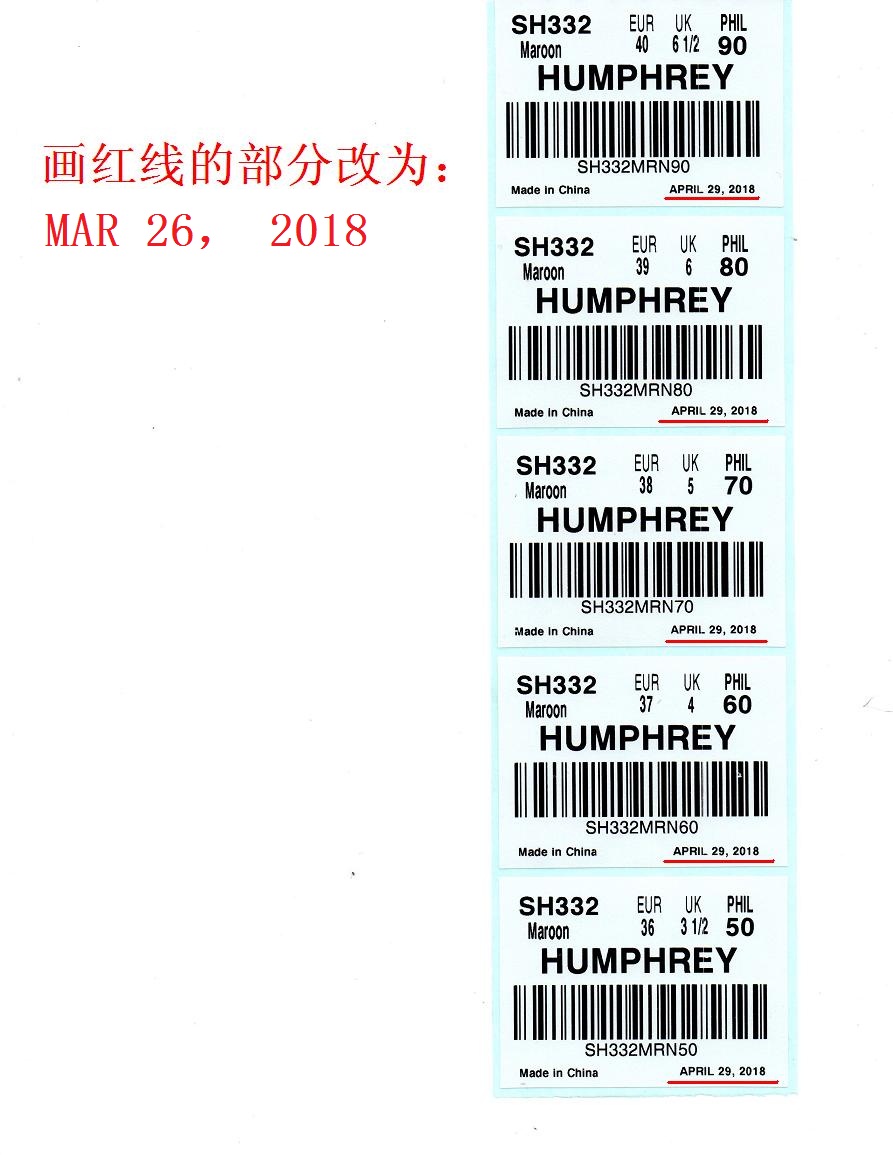 画红线的部分改为：
MAR 26， 2018
SH332 EUR UK PHIL
Maroon 40 6 1/2 90
HUMPHREY
SH332MRN90
Made in China APRIL 29, 2018
SH332 EUR UK PHIL
Maroon 39 6 80
HUMPHREY
SH332MRN80
Made in China APRIL 29, 2018
SH332 EUR UK PHIL
Maroon 38 5 70
HUMPHREY
SH332MRN70
Made in China APRIL 29, 2018
SH332 EUR UK PHIL
Maroon 37 4 60
HUMPHREY
SH332MRN60
Made in China APRIL 29, 2018
SH332 EUR UK PHIL
Maroon 36 3 1/2 50
HUMPHREY
SH332MRN50
Made in China APRIL 29, 2018